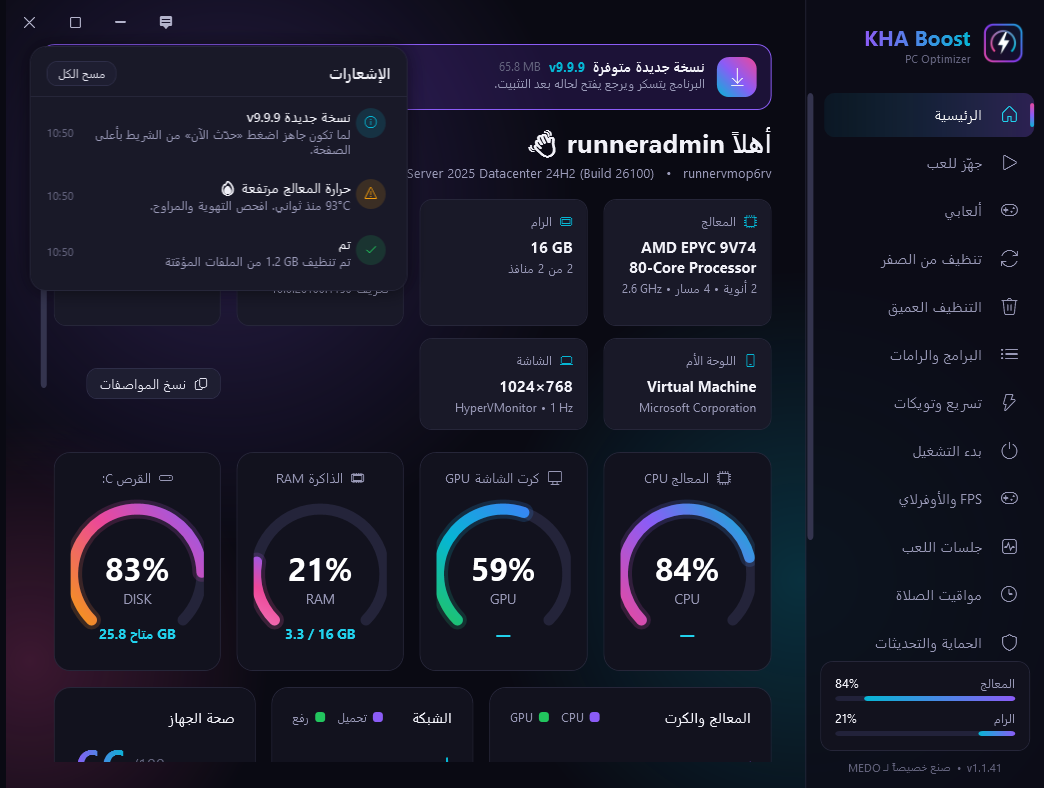 KHA Boost
PC Optimizer
الرئيسية
جهّز للعب
ألعابي
تنظيف من الصفر
التنظيف العميق
البرامج والرامات
تسريع وتويكات
بدء التشغيل
FPS والأوفرلاي
جلسات اللعب
مواقيت الصلاة
الحماية والتحديثات
المعالج 84%
الرام 21%
v1.1.41 • صنع خصيصاً لـ MEDO
نسخة جديدة متوفرة v9.9.9 65.8 MB
البرنامج يتسكر ويرجع يفتح لحاله بعد التثبيت.
الإشعارات
مسح الكل
نسخة جديدة v9.9.9
لما تكون جاهز اضغط «حدّث الآن» من الشريط بأعلى
الصفحة.
10:50
حرارة المعالج مرتفعة
93°C منذ ثواني. افحص التهوية والمراوح.
10:50
تم
تم تنظيف 1.2 GB من الملفات المؤقتة
10:50
أهلاً runneradmin
runnervmop6rv • Server 2025 Datacenter 24H2 (Build 26100)
المعالج
AMD EPYC 9V74
80-Core Processor
2 أنوية • 4 مسار • 2.6 GHz
الرام
16 GB
2 من 2 منافذ
اللوحة الأم
Virtual Machine
Microsoft Corporation
الشاشة
1024×768
HyperVMonitor • 1 Hz
نسخ المواصفات
المعالج CPU
84%
CPU
—
كرت الشاشة GPU
59%
GPU
—
الذاكرة RAM
21%
RAM
3.3 / 16 GB
القرص C:
83%
DISK
25.8 متاح GB
المعالج والكرت
CPU
GPU
الشبكة
تحميل
رفع
صحة الجهاز